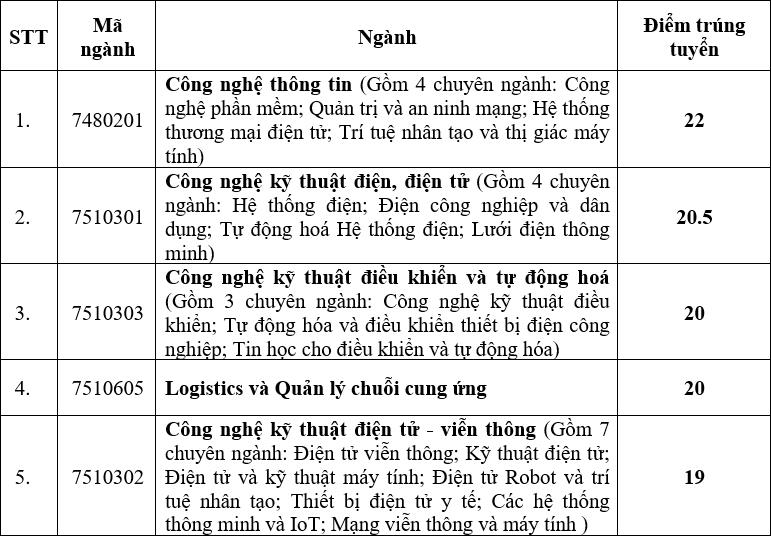 STT Mã ngành Ngành Điểm trúng tuyển
1. 7480201 Công nghệ thông tin (Gồm 4 chuyên ngành: Công
nghệ phần mềm; Quản trị và an ninh mạng; Hệ thống
thương mại điện tử; Trí tuệ nhân tạo và thị giác máy
tính) 22
2. 7510301 Công nghệ kỹ thuật điện, điện tử (Gồm 4 chuyên
ngành: Hệ thống điện; Điện công nghiệp và dân
dụng; Tự động hoá Hệ thống điện; Lưới điện thông
minh) 20.5
3. 7510303 Công nghệ kỹ thuật điều khiển và tự động hoá
(Gồm 3 chuyên ngành: Công nghệ kỹ thuật điều
khiển; Tự động hóa và điều khiển thiết bị điện công
nghiệp; Tin học cho điều khiển và tự động hóa) 20
4. 7510605 Logistics và Quản lý chuỗi cung ứng 20
5. 7510302 Công nghệ kỹ thuật điện tử - viễn thông (Gồm 7
chuyên ngành: Điện tử viễn thông; Kỹ thuật điện tử;
Điện tử và kỹ thuật máy tính; Điện tử Robot và trí
tuệ nhân tạo; Thiết bị điện tử y tế; Các hệ thống
thông minh và IoT; Mạng viễn thông và máy tính ) 19